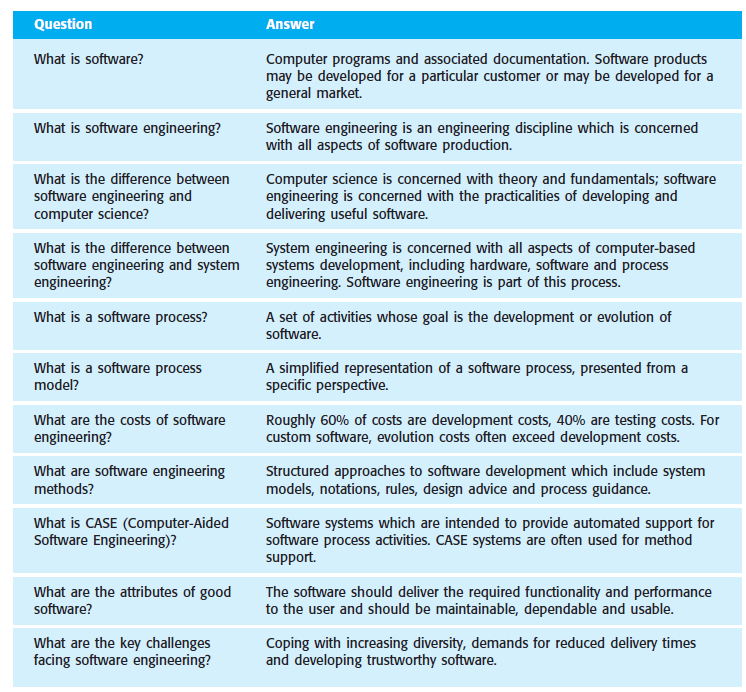 Question Answer
What is software? Computer programs and associated documentation. Software products
may be developed for a particular customer or may be developed for a
general market.
What is software engineering? Software engineering is an engineering discipline which is concerned
with all aspects of software production.
What is the difference between Computer science is concerned with theory and fundamentals; software
software engineering and engineering is concerned with the practicalities of developing and
computer science? delivering useful software.
What is the difference between System engineering is concerned with all aspects of computer-based
software engineering and system systems development, including hardware, software and process
engineering? engineering. Software engineering is part of this process.
What is a software process? A set of activities whose goal is the development or evolution of
software.
What is a software process A simplified representation of a software process, presented from a
model? specific perspective.
What are the costs of software Roughly 60% of costs are development costs, 40% are testing costs. For
engineering? custom software, evolution costs often exceed development costs.
What are software engineering Structured approaches to software development which include system
methods? models, notations, rules, design advice and process guidance.
What is CASE (Computer-Aided Software systems which are intended to provide automated support for
Software Engineering)? software process activities. CASE systems are often used for method
support.
What are the attributes of good The software should deliver the required functionality and performance
software? to the user and should be maintainable, dependable and usable.
What are the key challenges Coping with increasing diversity, demands for reduced delivery times
facing software engineering? and developing trustworthy software.